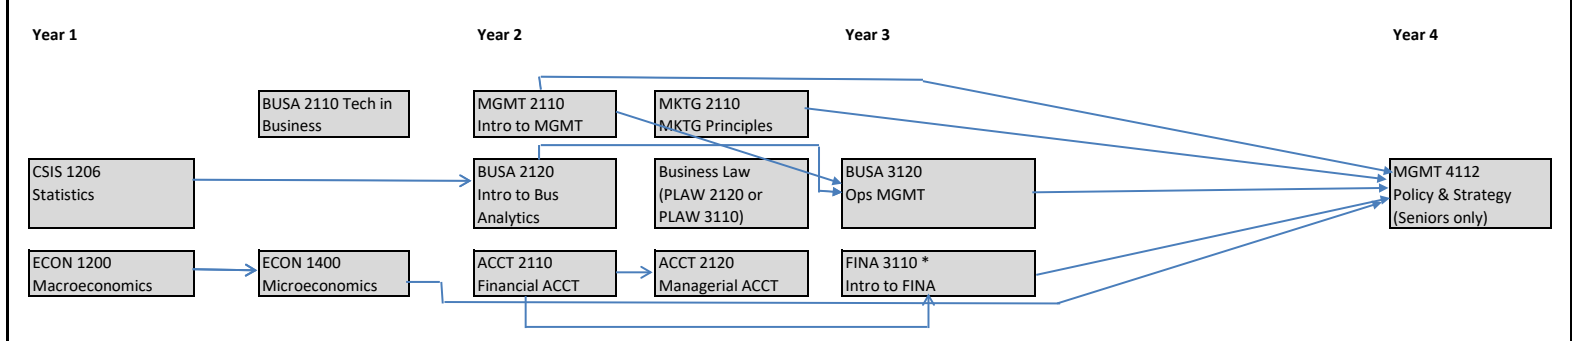 Year 1
Year 2
Year 3
Year 4
BUSA 2110 Tech in
Business
MGMT 2110
Intro to MGMT
MKTG 2110
MKTG Principles
CSIS 1206
Statistics
BUSA 2120
Intro to Bus
Analytics
Business Law
(PLAW 2120 or
PLAW 3110)
BUSA 3120
Ops MGMT
MGMT 4112
Policy & Strategy
(Seniors only)
ECON 1200
Macroeconomics
ECON 1400
Microeconomics
ACCT 2110
Financial ACCT
ACCT 2120
Managerial ACCT
FINA 3110 *
Intro to FINA